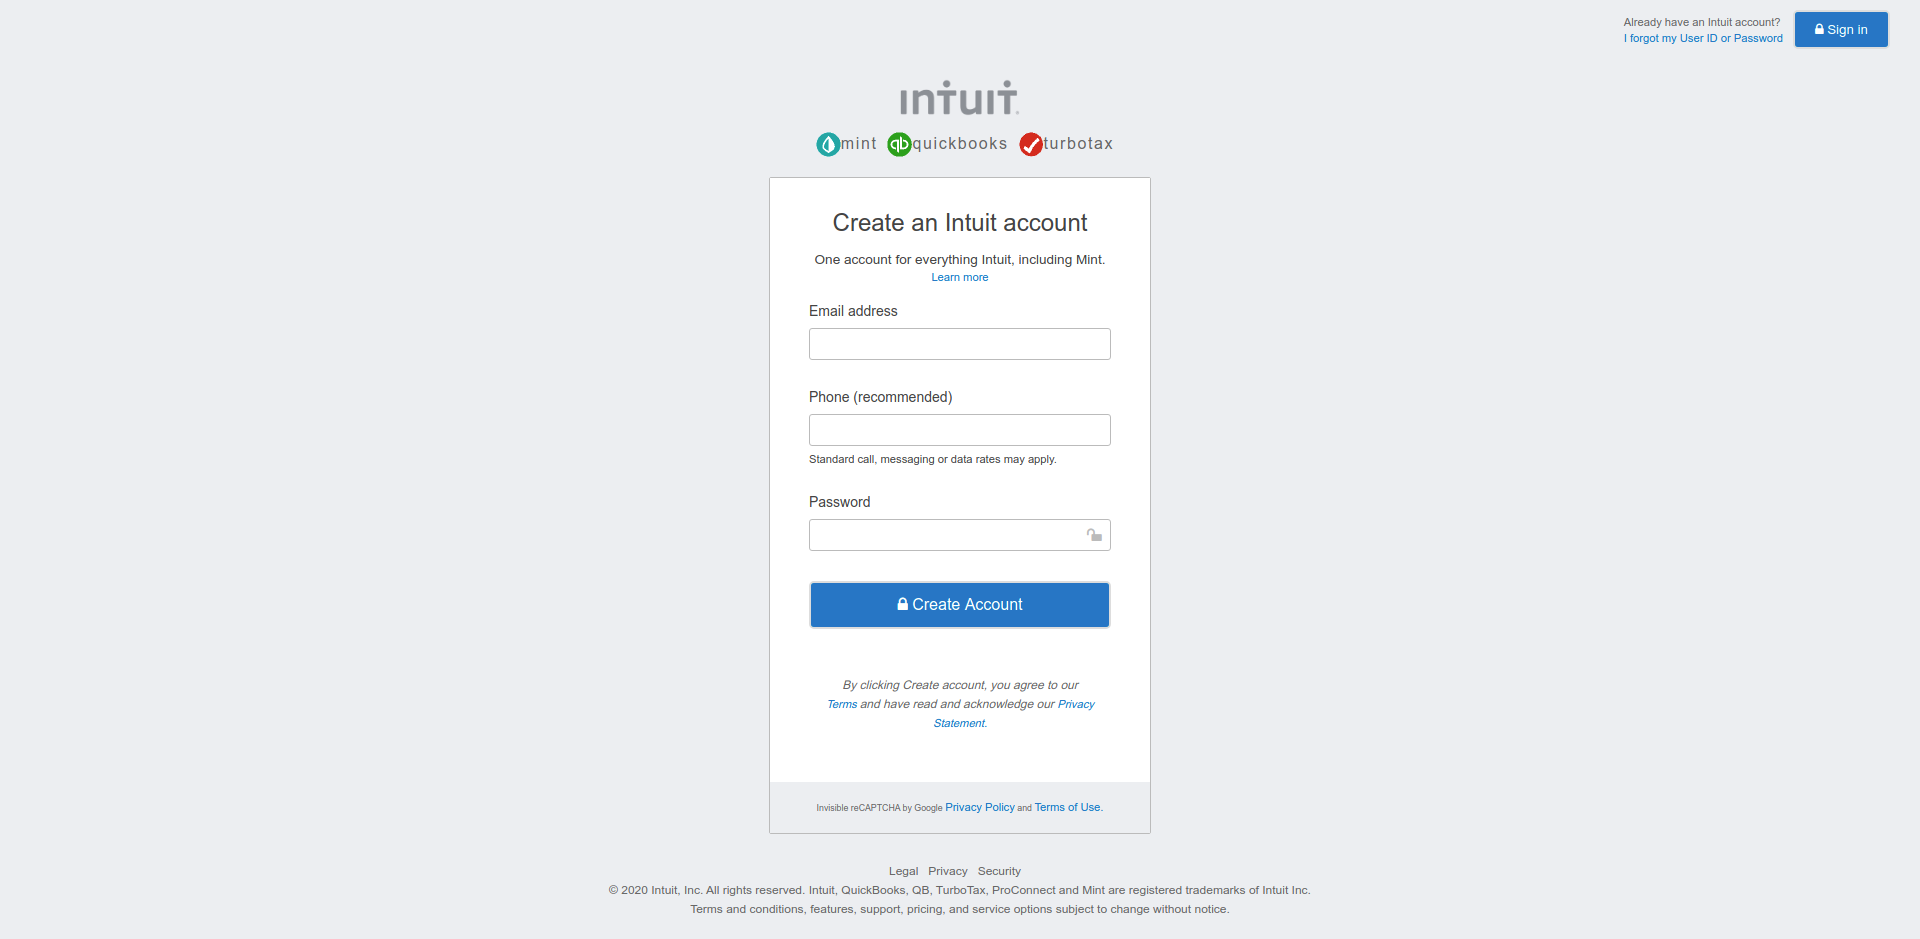 Already have an Intuit account?
I forgot my User ID or Password
Sign in
intuit
mint quickbooks turbotax
Create an Intuit account
One account for everything Intuit, including Mint.
Learn more
Email address
Phone (recommended)
Standard call, messaging or data rates may apply.
Password
Create Account
By clicking Create account, you agree to our
Terms and have read and acknowledge our Privacy
Statement.
Invisible reCAPTCHA by Google Privacy Policy and Terms of Use.
Legal Privacy Security
© 2020 Intuit, Inc. All rights reserved. Intuit, QuickBooks, QB, TurboTax, ProConnect and Mint are registered trademarks of Intuit Inc.
Terms and conditions, features, support, pricing, and service options subject to change without notice.